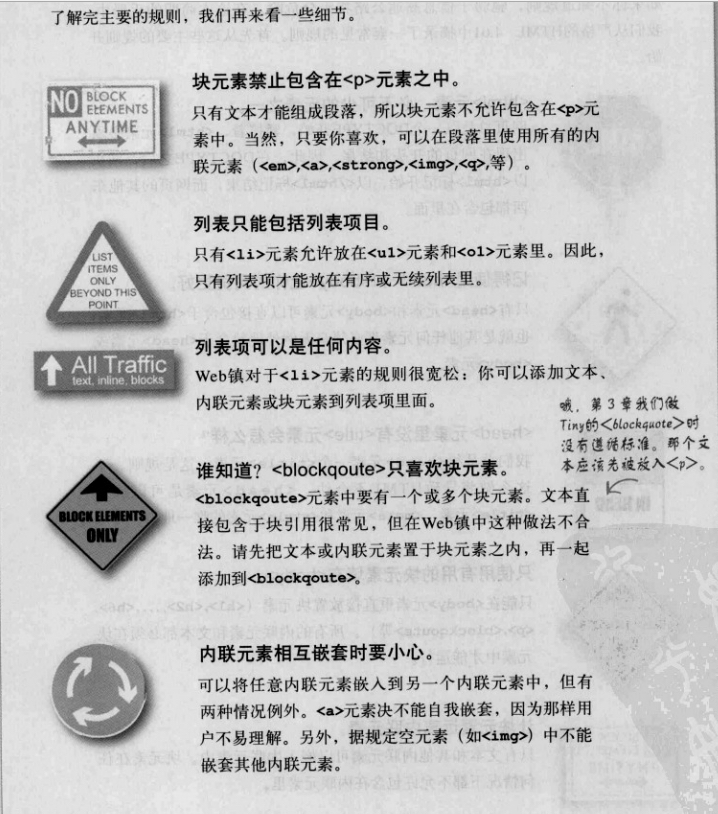 了解完主要的规则，我们再来看一些细节。
NO BLOCK
ELEMENTS
ANYTIME
块元素禁止包含在<p>元素之中。
只有文本才能组成段落，所以块元素不允许包含在<p>元
素中。当然，只要你喜欢，可以在段落里使用所有的内
联元素（<em>,<a>,<strong>,<img>,<q>,等）。
LIST
ITEMS
ONLY
BEYOND THIS
POINT
列表只能包括列表项目。
只有<li>元素允许放在<ul>元素和<ol>元素里。因此，
只有列表项才能放在有序或无续列表里。
All Traffic
text, inline, blocks
列表项可以是任何内容。
Web镇对于<li>元素的规则很宽松：你可以添加文本、
内联元素或块元素到列表项里面。
哦，第3章我们做
Tiny的<blockquote>时
没有遵循标准。那个文
本应该先被放入<p>。
BLOCK ELEMENTS
ONLY
谁知道？<blockqoute>只喜欢块元素。
<blockqoute>元素中要有一个或多个块元素。文本直
接包含于块引用很常见，但在Web镇中这种做法不合
法。请先把文本或内联元素置于块元素之内，再一起
添加到<blockqoute>。
内联元素相互嵌套时要小心。
可以将任意内联元素嵌入到另一个内联元素中，但有
两种情况例外。<a>元素决不能自我嵌套，因为那样用
户不易理解。另外，据规定空元素（如<img>）中不能
嵌套其他内联元素。